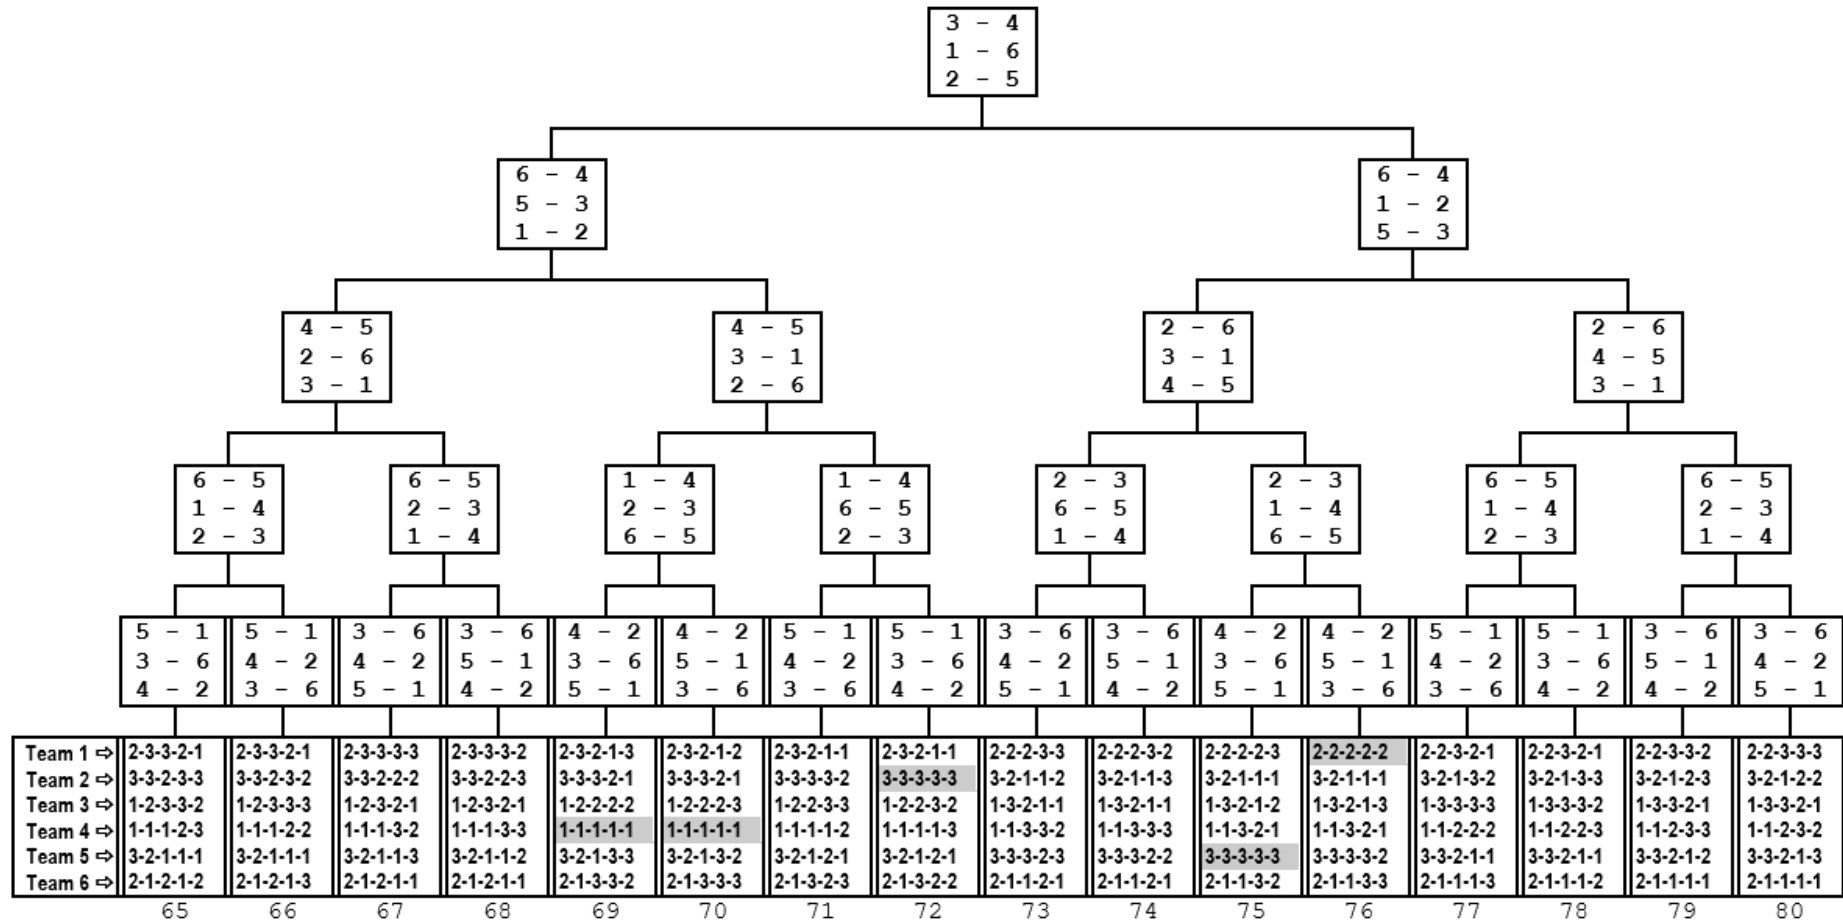 3 - 4
1 - 6
2 - 5
6 - 4 6 - 4
5 - 3 1 - 2
1 - 2 5 - 3
4 - 5 4 - 5 2 - 6 2 - 6
2 - 6 3 - 1 3 - 1 4 - 5
3 - 1 2 - 6 4 - 5 3 - 1
6 - 5 6 - 5 1 - 4 1 - 4 2 - 3 2 - 3 6 - 5 6 - 5
1 - 4 2 - 3 2 - 3 6 - 5 6 - 5 1 - 4 1 - 4 2 - 3
2 - 3 1 - 4 6 - 5 2 - 3 1 - 4 6 - 5 2 - 3 1 - 4
5 - 1 5 - 1 3 - 6 3 - 6 4 - 2 4 - 2 5 - 1 5 - 1 3 - 6 3 - 6 4 - 2 4 - 2 5 - 1 5 - 1 3 - 6 3 - 6
3 - 6 4 - 2 4 - 2 5 - 1 3 - 6 5 - 1 4 - 2 3 - 6 4 - 2 5 - 1 3 - 6 5 - 1 4 - 2 3 - 6 5 - 1 4 - 2
4 - 2 3 - 6 5 - 1 4 - 2 5 - 1 3 - 6 3 - 6 4 - 2 5 - 1 4 - 2 5 - 1 3 - 6 3 - 6 4 - 2 4 - 2 5 - 1
Team 1 ⇨ 2-3-3-2-1 2-3-3-2-1 2-3-3-3-3 2-3-3-3-2 2-3-2-1-3 2-3-2-1-2 2-3-2-1-1 2-3-2-1-1 2-2-2-3-3 2-2-2-3-2 2-2-2-2-3 2-2-2-2-2 2-2-3-2-1 2-2-3-2-1 2-2-3-3-2 2-2-3-3-3
Team 2 ⇨ 3-3-2-3-3 3-3-2-3-2 3-3-2-2-2 3-3-2-2-3 3-3-3-2-1 3-3-3-2-1 3-3-3-3-2 3-3-3-3-3 3-2-1-1-2 3-2-1-1-3 3-2-1-1-1 3-2-1-1-1 3-2-1-3-2 3-2-1-3-3 3-2-1-2-3 3-2-1-2-2
Team 3 ⇨ 1-2-3-3-2 1-2-3-3-3 1-2-3-2-1 1-2-3-2-1 1-2-2-2-2 1-2-2-2-3 1-2-2-3-3 1-2-2-3-2 1-3-2-1-1 1-3-2-1-1 1-3-2-1-2 1-3-2-1-3 1-3-3-3-3 1-3-3-3-2 1-3-3-2-1 1-3-3-2-1
Team 4 ⇨ 1-1-1-2-3 1-1-1-2-2 1-1-1-3-2 1-1-1-3-3 1-1-1-1-1 1-1-1-1-1 1-1-1-1-2 1-1-1-1-3 1-1-3-3-2 1-1-3-3-3 1-1-3-2-1 1-1-3-2-1 1-1-2-2-2 1-1-2-2-3 1-1-2-3-3 1-1-2-3-2
Team 5 ⇨ 3-2-1-1-1 3-2-1-1-1 3-2-1-1-3 3-2-1-1-2 3-2-1-3-3 3-2-1-3-2 3-2-1-2-1 3-2-1-2-1 3-3-3-2-3 3-3-3-2-2 3-3-3-3-3 3-3-3-3-2 3-3-2-1-1 3-3-2-1-1 3-3-2-1-2 3-3-2-1-3
Team 6 ⇨ 2-1-2-1-2 2-1-2-1-3 2-1-2-1-1 2-1-2-1-1 2-1-3-3-2 2-1-3-3-3 2-1-3-2-3 2-1-3-2-2 2-1-1-2-1 2-1-1-2-1 2-1-1-3-2 2-1-1-3-3 2-1-1-1-3 2-1-1-1-2 2-1-1-1-1 2-1-1-1-1
65 66 67 68 69 70 71 72 73 74 75 76 77 78 79 80